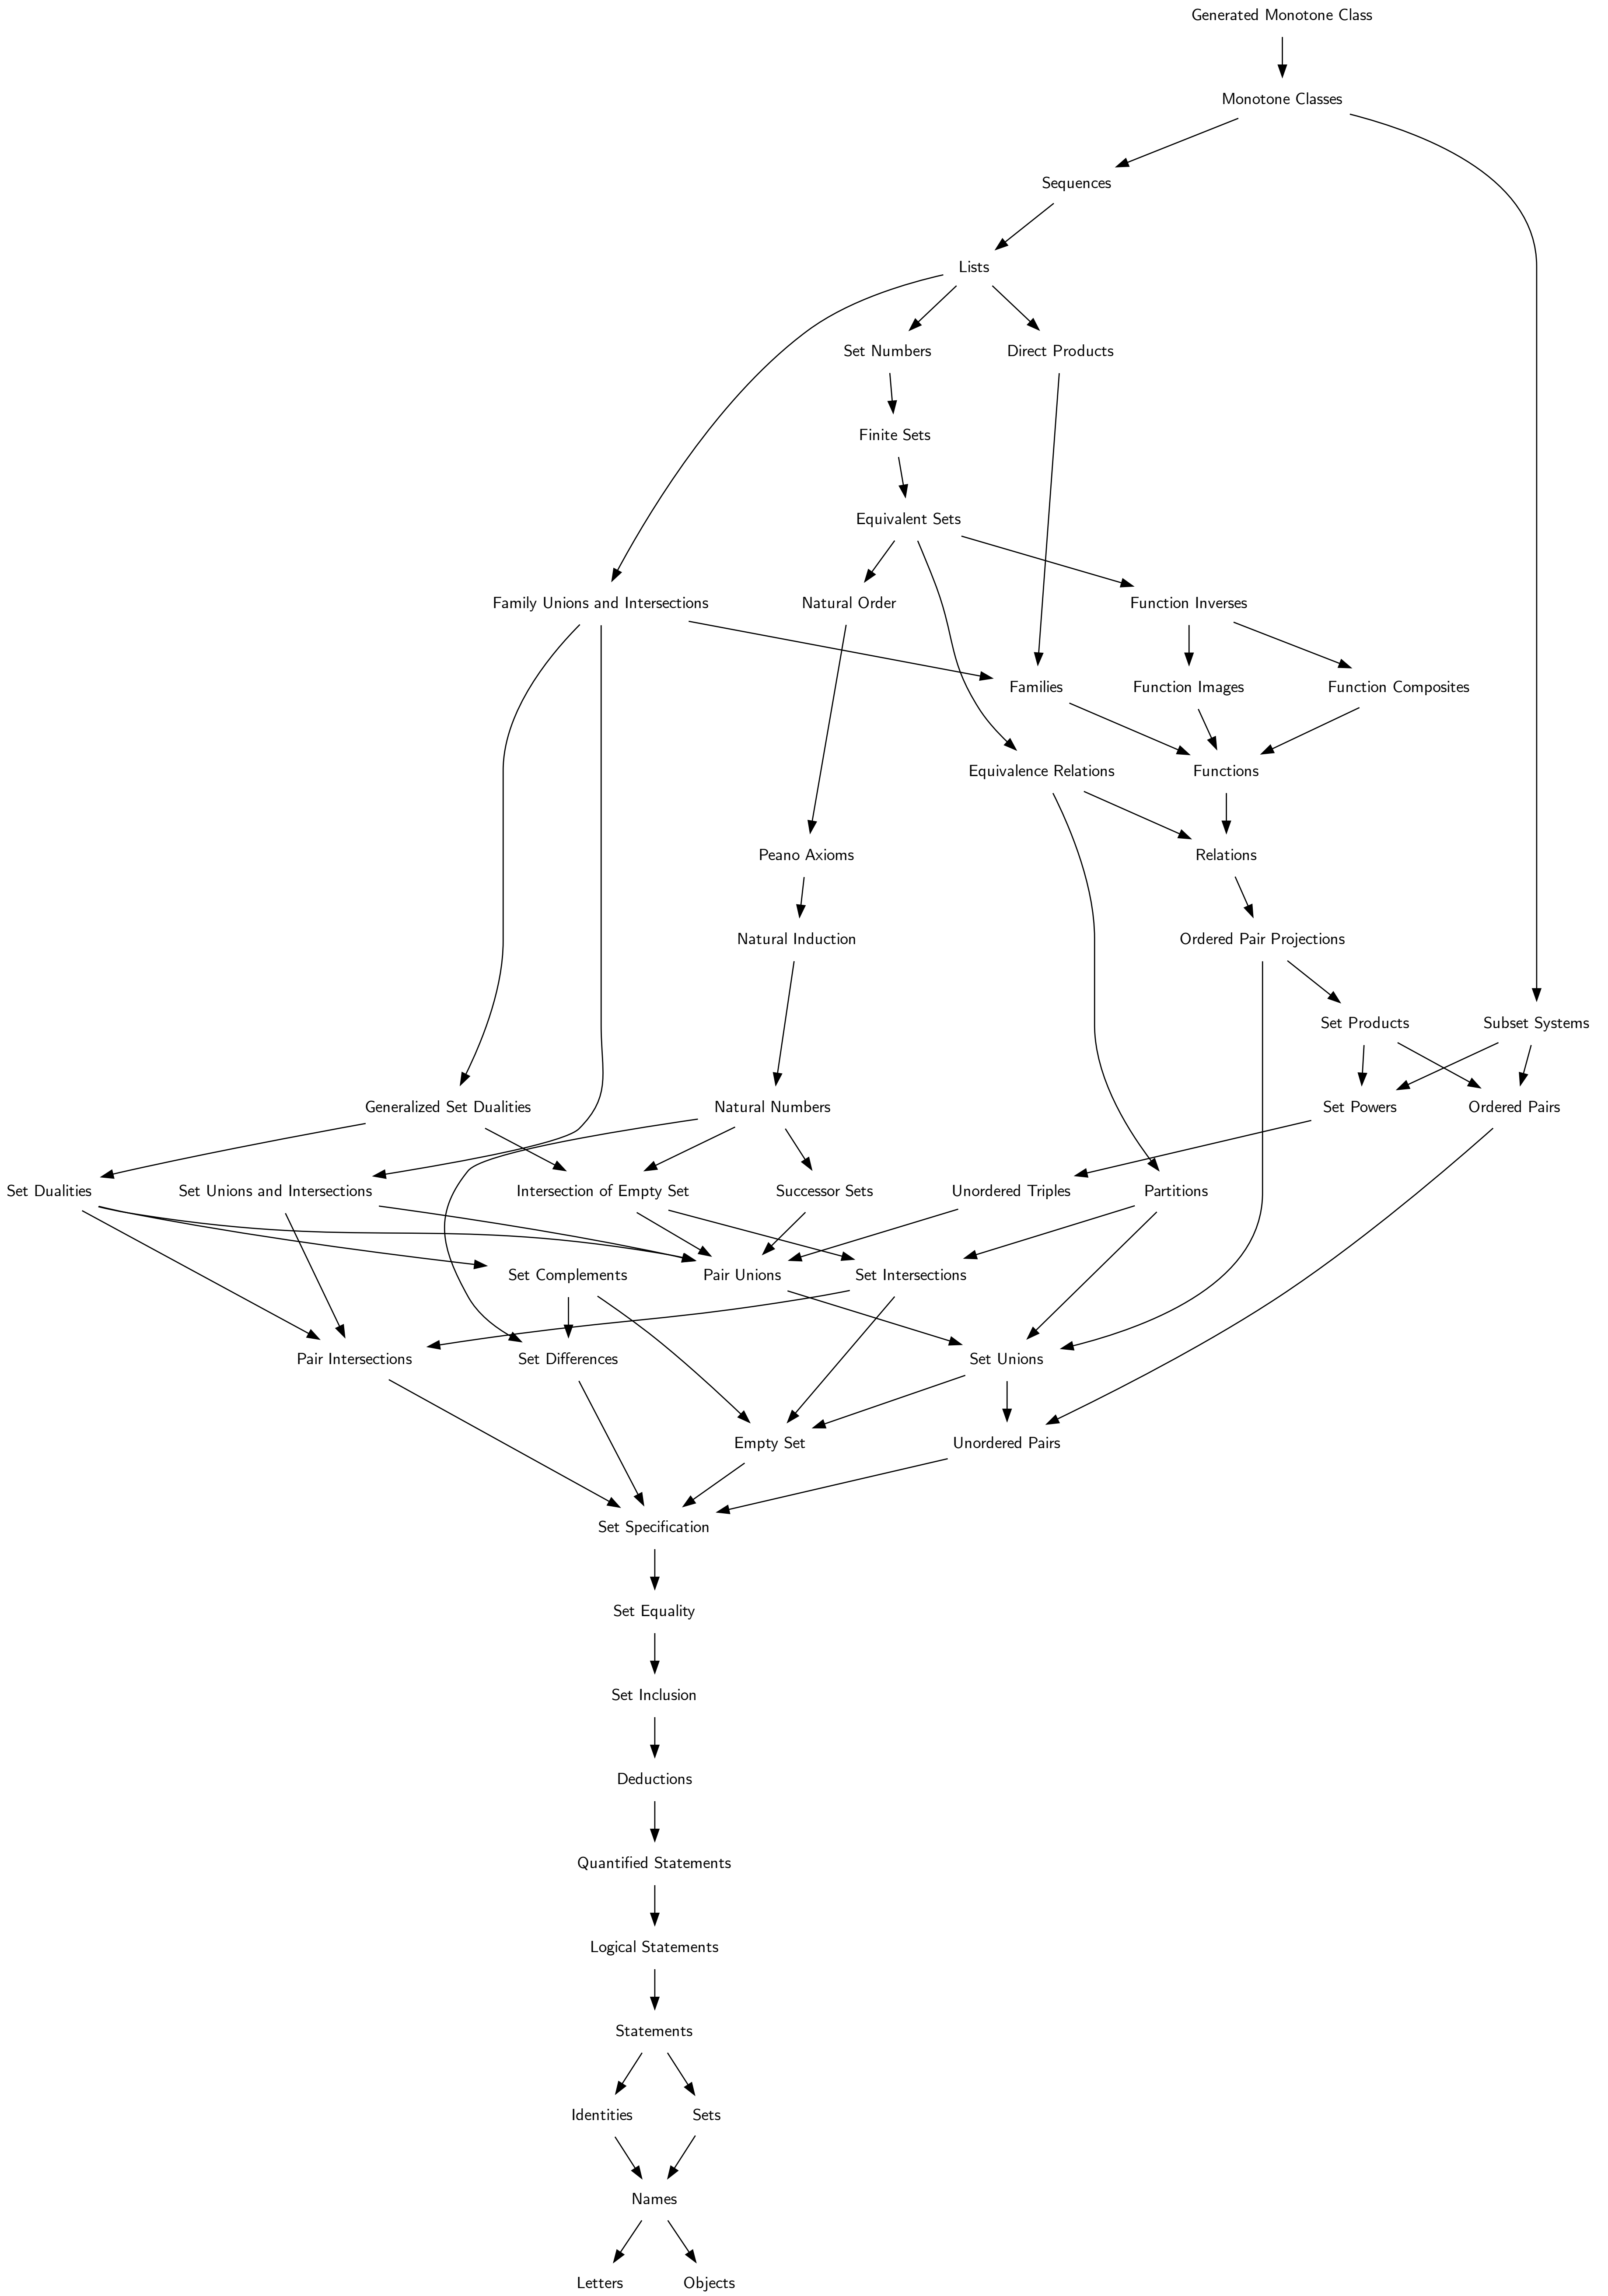 Generated Monotone Class
Monotone Classes
Sequences
Lists
Set Numbers
Direct Products
Finite Sets
Equivalent Sets
Family Unions and Intersections
Natural Order
Function Inverses
Families
Function Images
Function Composites
Equivalence Relations
Functions
Peano Axioms
Relations
Natural Induction
Ordered Pair Projections
Set Products
Subset Systems
Generalized Set Dualities
Natural Numbers
Set Powers
Ordered Pairs
Set Dualities
Set Unions and Intersections
Intersection of Empty Set
Successor Sets
Unordered Triples
Partitions
Set Complements
Pair Unions
Set Intersections
Pair Intersections
Set Differences
Set Unions
Empty Set
Unordered Pairs
Set Specification
Set Equality
Set Inclusion
Deductions
Quantified Statements
Logical Statements
Statements
Identities
Sets
Names
Letters
Objects